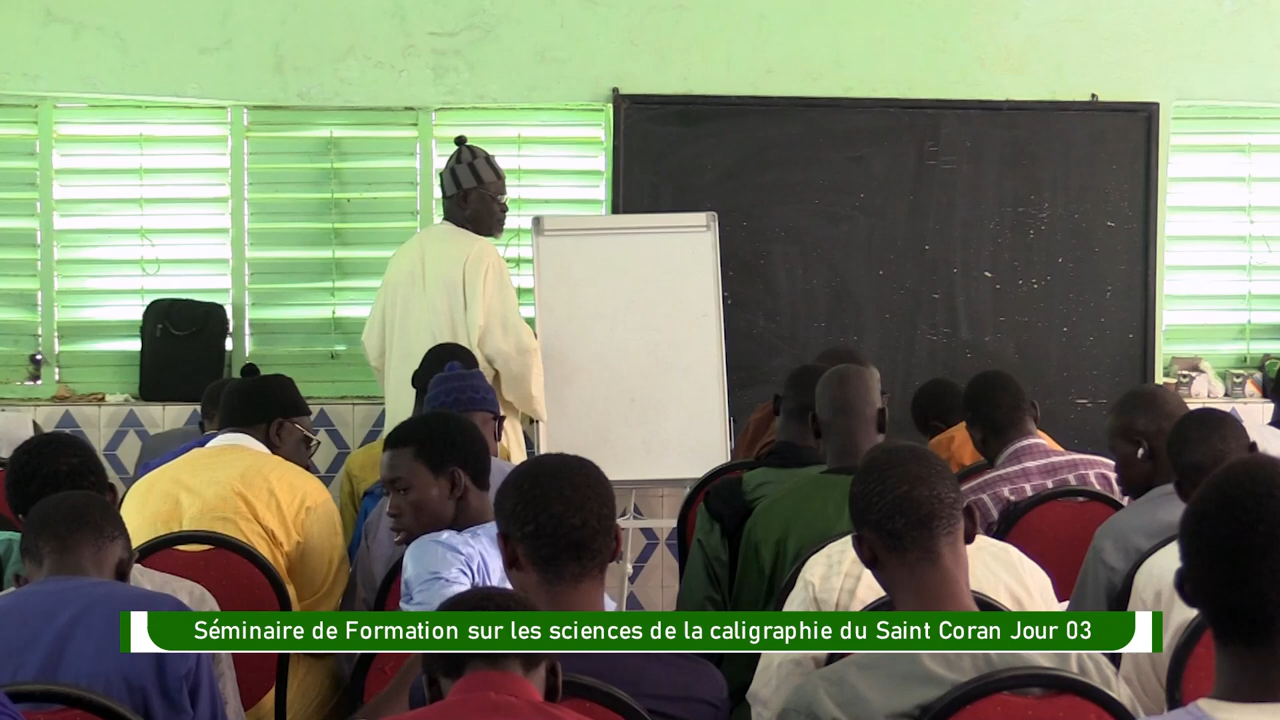 Séminaire de Formation sur les sciences de la caligraphie du Saint Coran Jour 03